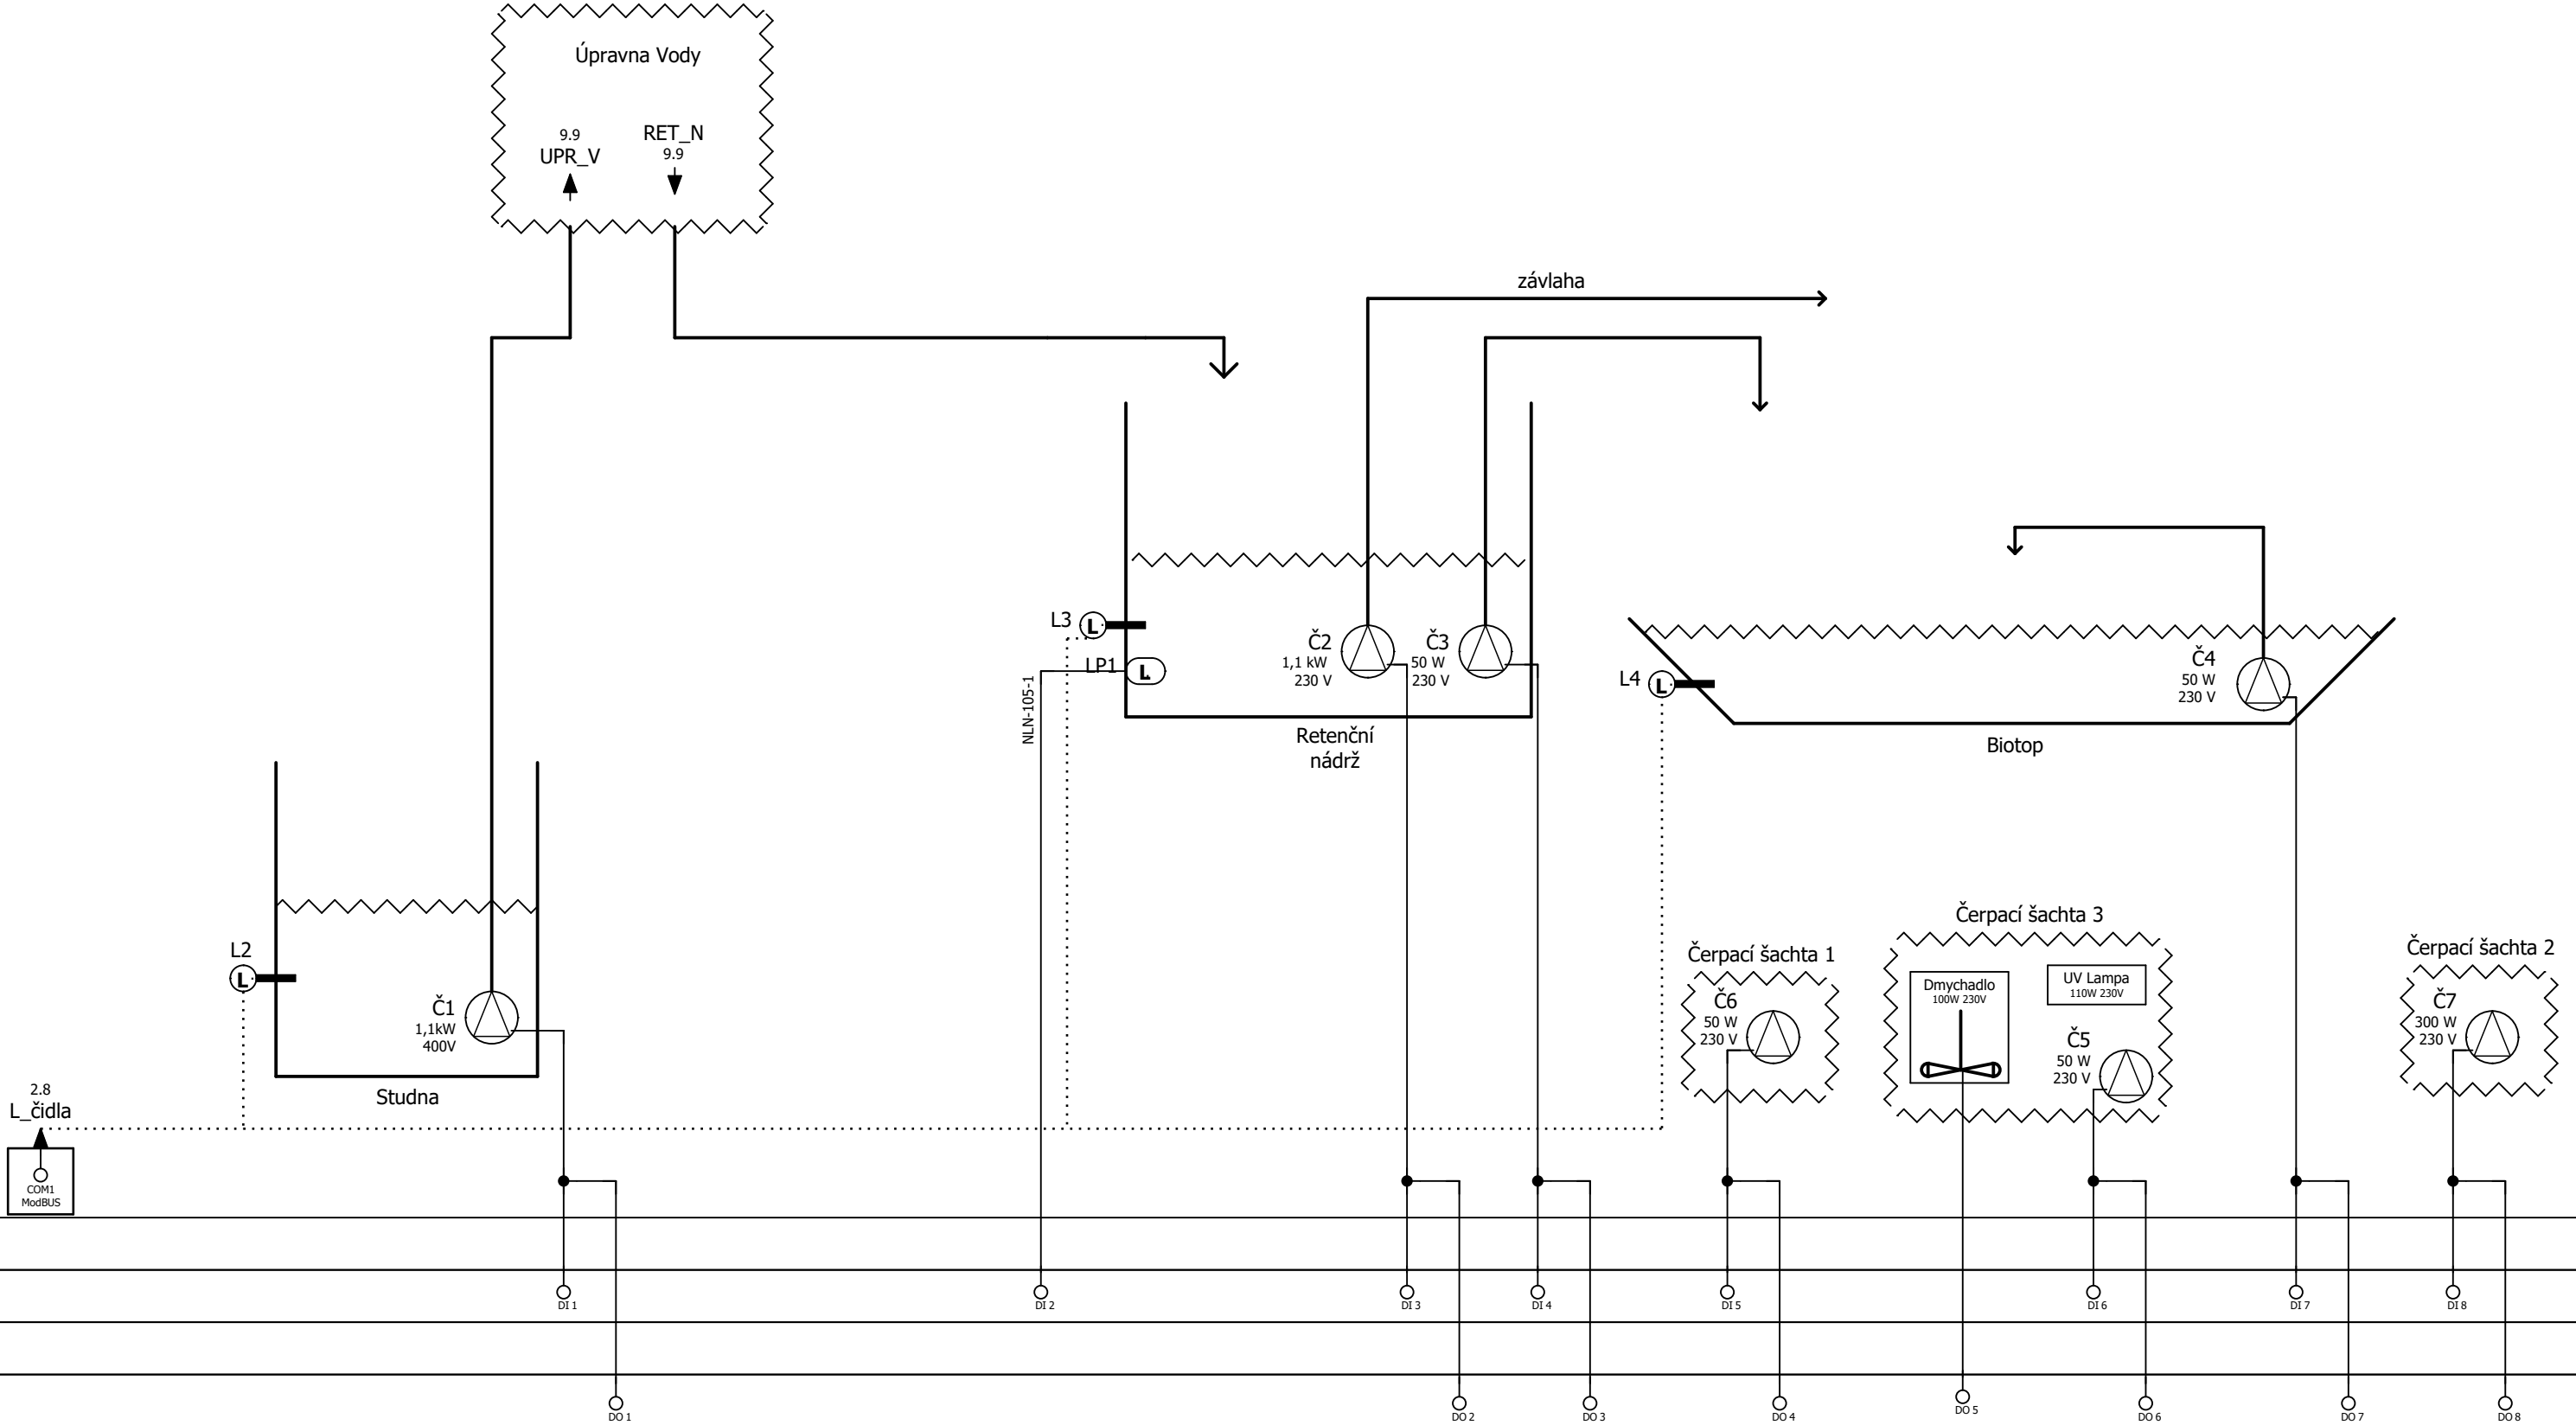 Úpravna Vody
9.9
UPR_V
RET_N
9.9
závlaha
L3
L
LP1
L
NLN-105-1
Č2
1,1 kW
230 V
Č3
50 W
230 V
Retenční
nádrž
L4
L
Č4
50 W
230 V
Biotop
L2
L
Č1
1,1kW
400V
Studna
Čerpací šachta 1
Č6
50 W
230 V
Čerpací šachta 3
Dmychadlo
100W 230V
UV Lampa
110W 230V
Č5
50 W
230 V
Čerpací šachta 2
Č7
300 W
230 V
2.8
L_čidla
COM1
ModBUS
DI 1
DI 2
DI 3
DI 4
DI 5
DI 6
DI 7
DI 8
DO 1
DO 2
DO 3
DO 4
DO 5
DO 6
DO 7
DO 8